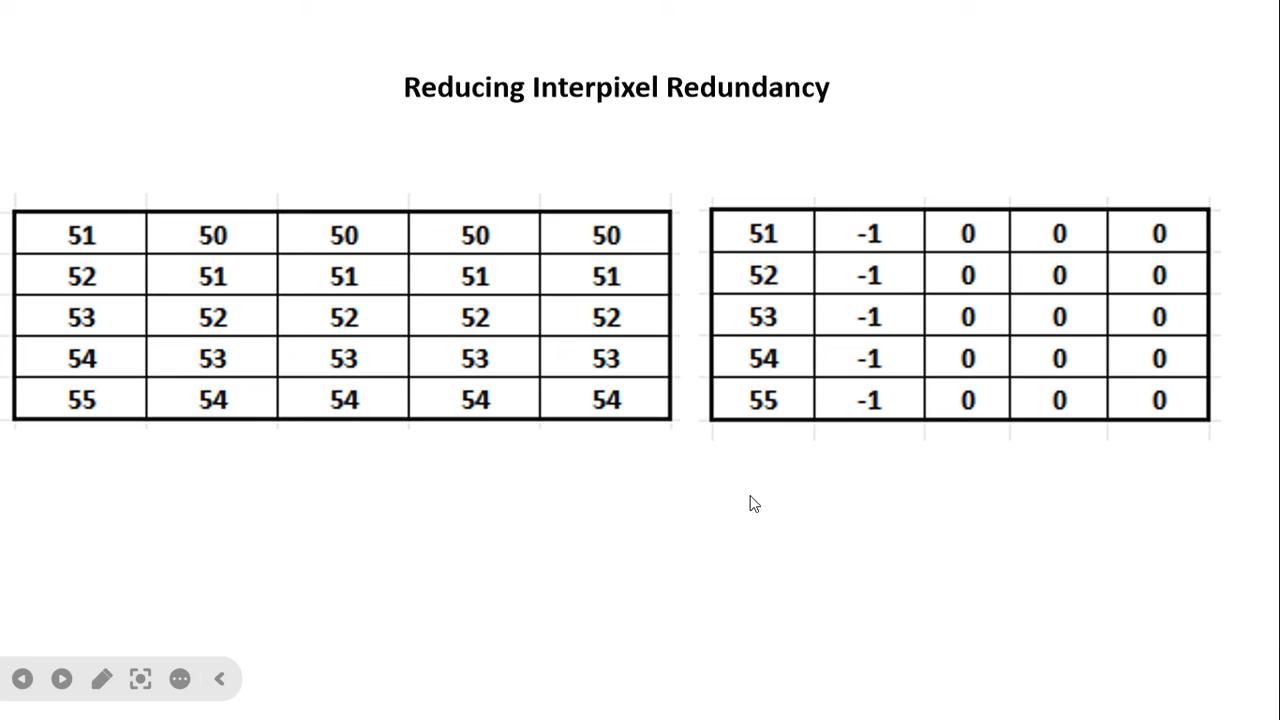 Reducing Interpixel Redundancy
51 50 50 50 50
52 51 51 51 51
53 52 52 52 52
54 53 53 53 53
55 54 54 54 54
51 -1 0 0 0
52 -1 0 0 0
53 -1 0 0 0
54 -1 0 0 0
55 -1 0 0 0